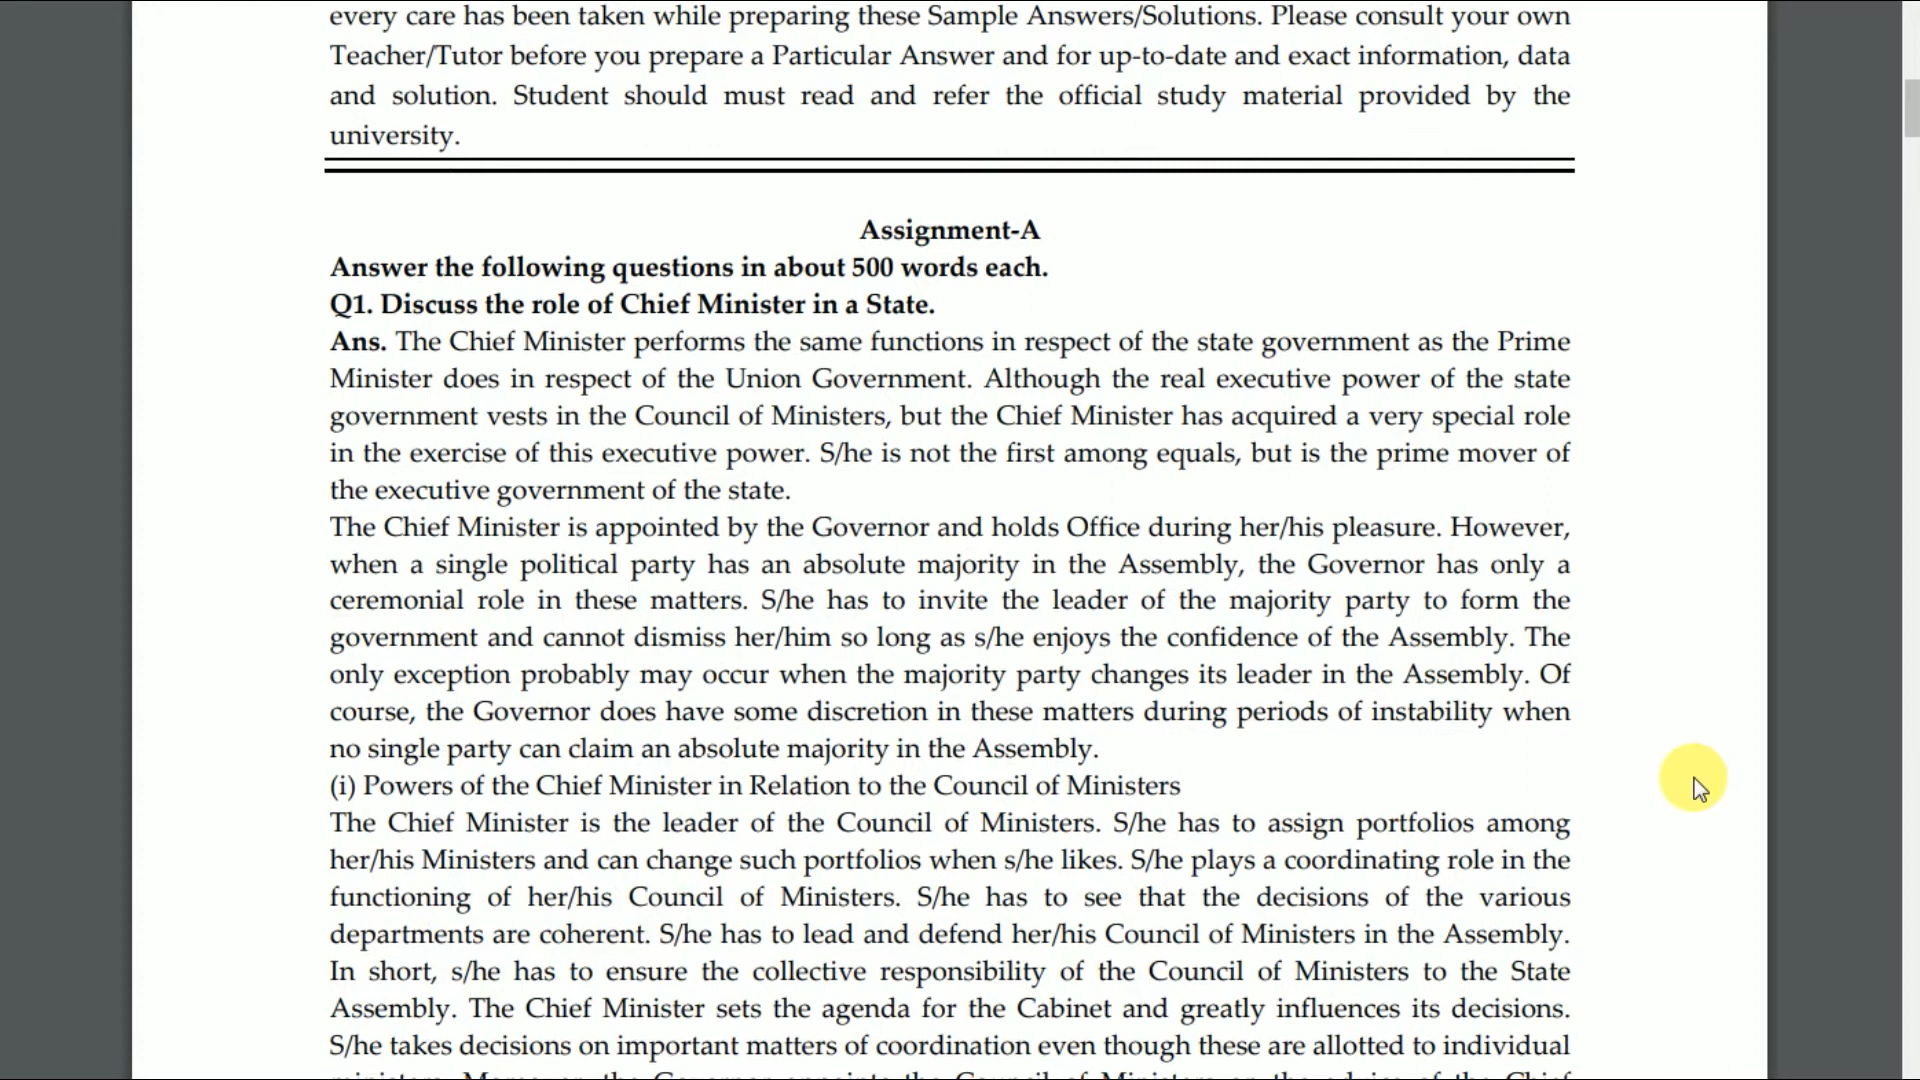 every care has been taken while preparing these Sample Answers/Solutions. Please consult your own
Teacher/Tutor before you prepare a Particular Answer and for up-to-date and exact information, data
and solution. Student should must read and refer the official study material provided by the
university.
Assignment-A
Answer the following questions in about 500 words each.
Q1. Discuss the role of Chief Minister in a State.
Ans. The Chief Minister performs the same functions in respect of the state government as the Prime
Minister does in respect of the Union Government. Although the real executive power of the state
government vests in the Council of Ministers, but the Chief Minister has acquired a very special role
in the exercise of this executive power. S/he is not the first among equals, but is the prime mover of
the executive government of the state.
The Chief Minister is appointed by the Governor and holds Office during her/his pleasure. However,
when a single political party has an absolute majority in the Assembly, the Governor has only a
ceremonial role in these matters. S/he has to invite the leader of the majority party to form the
government and cannot dismiss her/him so long as s/he enjoys the confidence of the Assembly. The
only exception probably may occur when the majority party changes its leader in the Assembly. Of
course, the Governor does have some discretion in these matters during periods of instability when
no single party can claim an absolute majority in the Assembly.
(i) Powers of the Chief Minister in Relation to the Council of Ministers
The Chief Minister is the leader of the Council of Ministers. S/he has to assign portfolios among
her/his Ministers and can change such portfolios when s/he likes. S/he plays a coordinating role in the
functioning of her/his Council of Ministers. S/he has to see that the decisions of the various
departments are coherent. S/he has to lead and defend her/his Council of Ministers in the Assembly.
In short, s/he has to ensure the collective responsibility of the Council of Ministers to the State
Assembly. The Chief Minister sets the agenda for the Cabinet and greatly influences its decisions.
S/he takes decisions on important matters of coordination even though these are allotted to individual